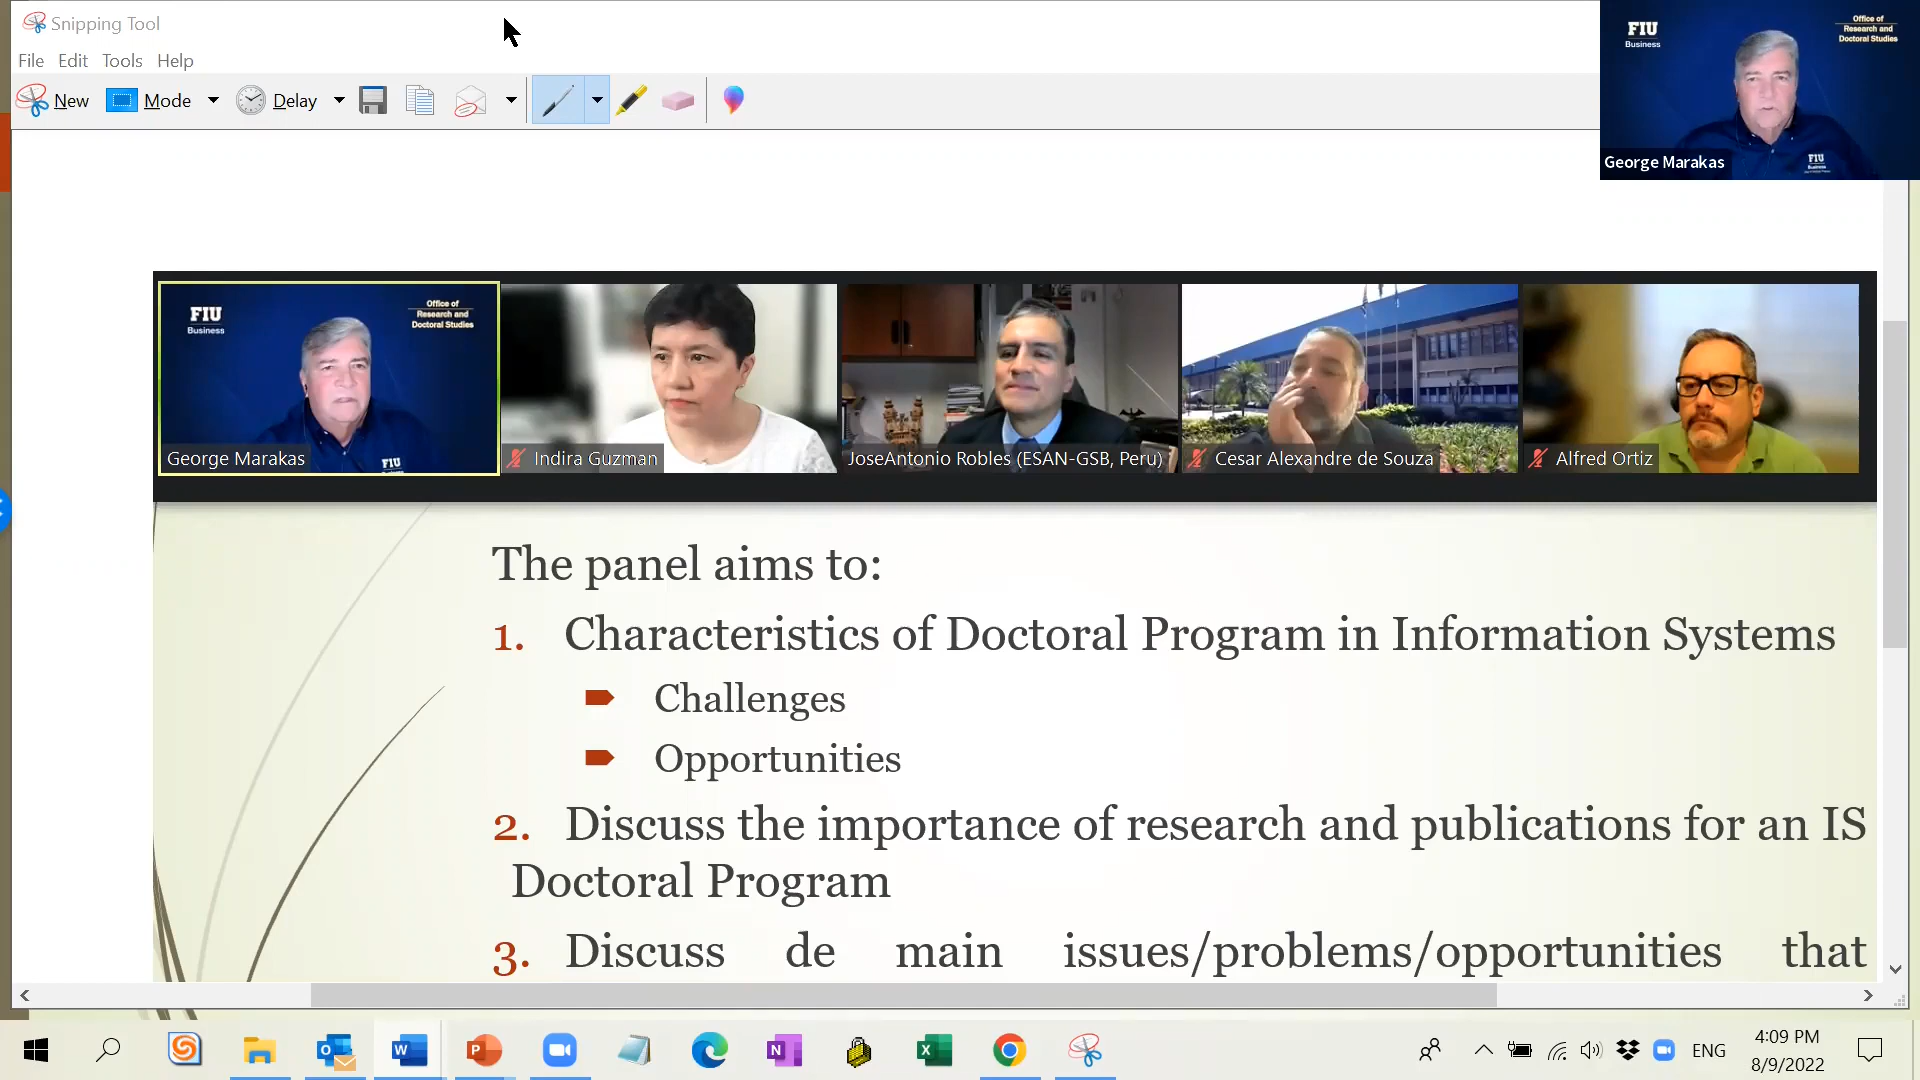 Snipping Tool
File Edit Tools Help
New Mode Delay
FIU
Business
Office of
Research and
Doctoral Studies
FIU
George Marakas
FIU
Business
Office of
Research and
Doctoral Studies
FIU
George Marakas
Indira Guzman
JoseAntonio Robles (ESAN-GSB, Peru)
Cesar Alexandre de Souza
Alfred Ortiz
The panel aims to:
1. Characteristics of Doctoral Program in Information Systems
Challenges
Opportunities
2. Discuss the importance of research and publications for an IS
Doctoral Program
3. Discuss de main issues/problems/opportunities that
ENG
4:09 PM
8/9/2022